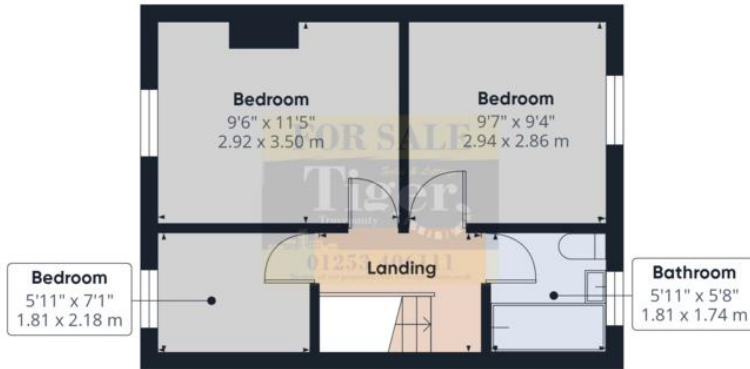 Bedroom
9'6" x 11'5"
2.92 x 3.50 m
Bedroom
9'7" x 9'4"
2.94 x 2.86 m
FOR SALE
Tiger.
01253 406111
Landing
Bedroom
5'11" x 7'1"
1.81 x 2.18 m
Bathroom
5'11" x 5'8"
1.81 x 1.74 m